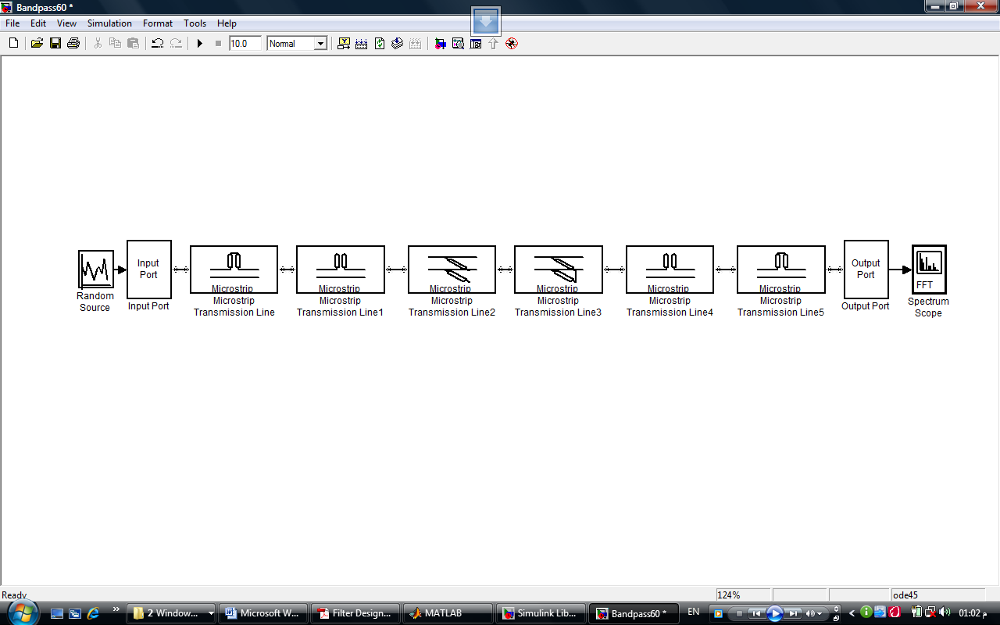 Bandpass60 *
File Edit View Simulation Format Tools Help
10.0 Normal
Input
Port
Microstrip
Microstrip
Microstrip
Microstrip
Microstrip
Microstrip
Output
Port
FFT
Random
Source
Input Port
Microstrip
Transmission Line
Microstrip
Transmission Line1
Microstrip
Transmission Line2
Microstrip
Transmission Line3
Microstrip
Transmission Line4
Microstrip
Transmission Line5
Output Port
Spectrum
Scope
Ready 124% ode45
2 Window... Microsoft W... Filter Design... MATLAB Simulink Lib... Bandpass60 * EN 01:02 م